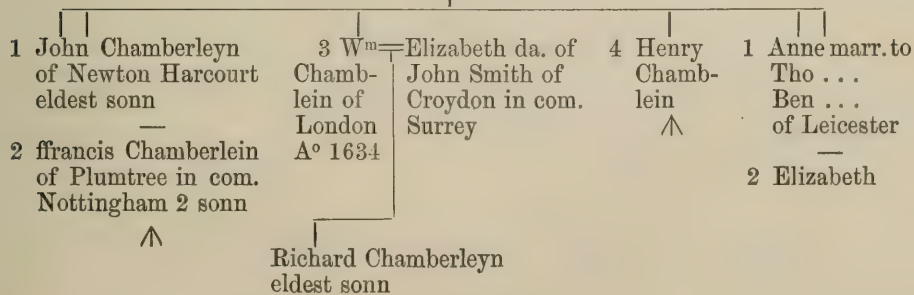 1 John Chamberleyn
of Newton Harcourt
eldest sonn
—
2 ffrancis Chamberlein
of Plumtree in com.
Nottingham 2 sonn
3 Wm
Chamb-
lein of
London
Aº 1634
Elizabeth da. of
John Smith of
Croydon in com.
Surrey
4 Henry
Chamb-
lein
1 Anne marr. to
Tho . . .
Ben . . .
of Leicester
—
2 Elizabeth
Richard Chamberleyn
eldest sonn